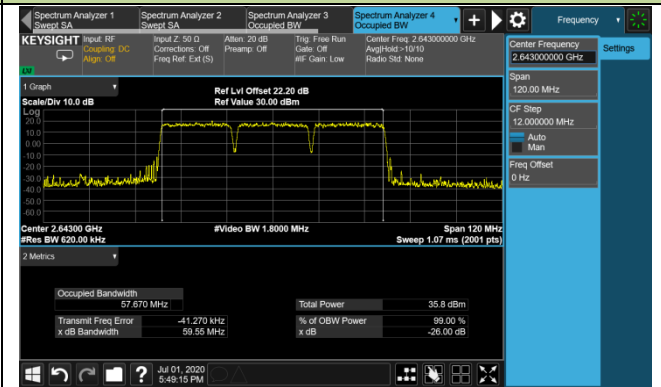 Spectrum Analyzer 1 Spectrum Analyzer 2 Spectrum Analyzer 3 Spectrum Analyzer 4 Frequency
Swept SA Swept SA Occupied BW Occupied BW
KEYSIGHT Input: RF Input Z: 50 Ω Atten: 20 dB Trig: Free Run Center Freq: 2.643000000 GHz
Coupling: DC Corrections: Off Preamp: Off Gate: Off Avg|Hold:>10/10
Align: Off Freq Ref: Ext (S) #IF Gain: Low Radio Std: None
LV
Center Frequency
2.643000000 GHz
Settings
Span
120.00 MHz
CF Step
12.000000 MHz
Auto
Man
Freq Offset
0 Hz
1 Graph
Ref Lvl Offset 22.20 dB
Scale/Div 10.0 dB Ref Value 30.00 dBm
Log
20.0
10.0
0.00
-10.0
-20.0
-30.0
-40.0
-50.0
-60.0
Center 2.64300 GHz #Video BW 1.8000 MHz Span 120 MHz
#Res BW 620.00 kHz Sweep 1.07 ms (2001 pts)
2 Metrics
Occupied Bandwidth
57.670 MHz Total Power 35.8 dBm
Transmit Freq Error -41.270 kHz % of OBW Power 99.00 %
x dB Bandwidth 59.55 MHz x dB -26.00 dB
? Jul 01, 2020
5:49:15 PM